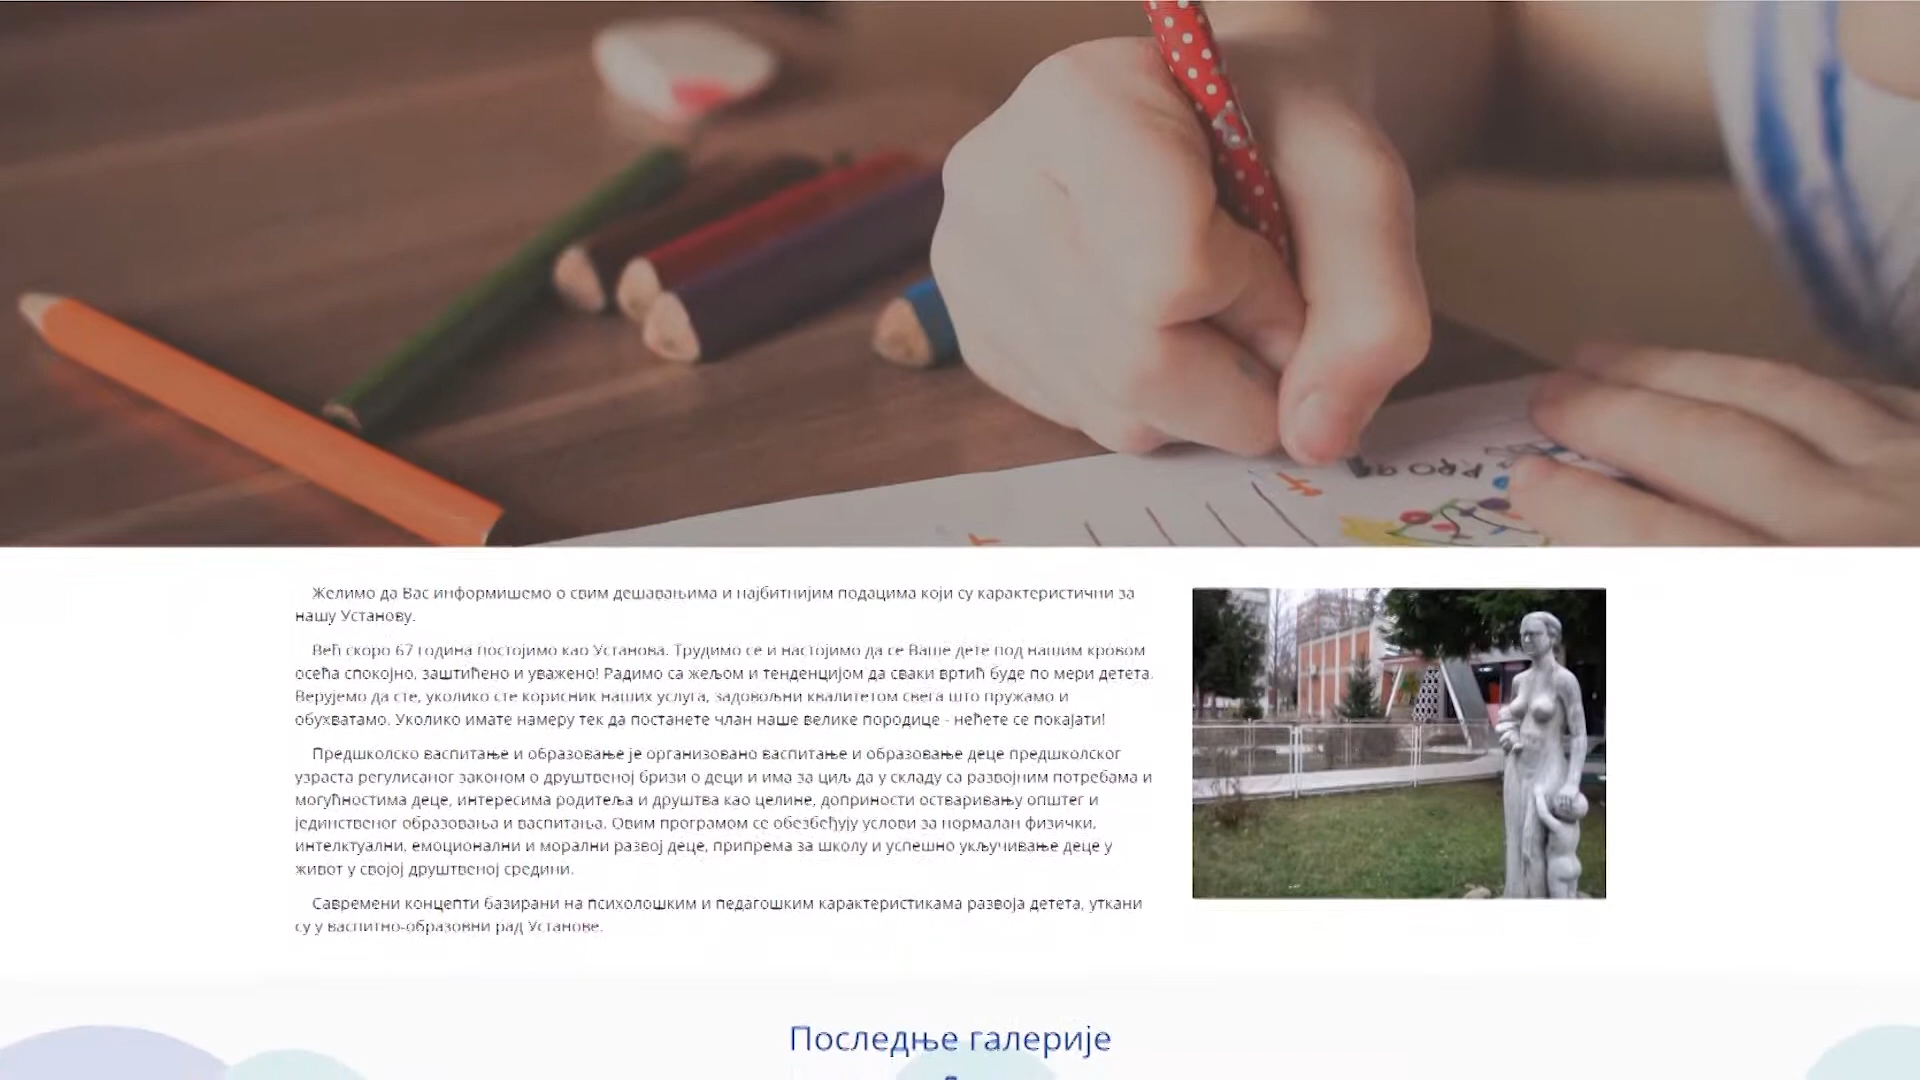 Желимо да Вас информишемо о свим дешавањима и најбитнијим подацима који су карактеристични за
нашу Установу.
Већ скоро 67 година постојимо као Установа. Трудимо се и настојимо да се Ваше дете под нашим кровом
осећа спокојно, заштићено и уважено! Радимо са жељом и тенденцијом да сваки вртић буде по мери детета.
Верујемо да сте, уколико сте корисник наших услуга, задовољни квалитетом свега што пружамо и
обухватамо. Уколико имате намеру тек да постанете члан наше велике породице - нећете се покајати!
Предшколско васпитање и образовање је организовано васпитање и образовање деце предшколског
узраста регулисаног законом о друштвеној бризи о деци и има за циљ да у складу са развојним потребама и
могућностима деце, интересима родитеља и друштва као целине, доприности остваривању општег и
јединственог образовања и васпитања. Овим програмом се обезбеђују услови за нормалан физички,
интелктуални, емоционални и морални развој деце, припрема за школу и успешно укључивање деце у
живот у својој друштвеној средини.
Савремени концепти базирани на психолошким и педагошким карактеристикама развоја детета, уткани
су у васпитно-образовни рад Установе.
Последње галерије